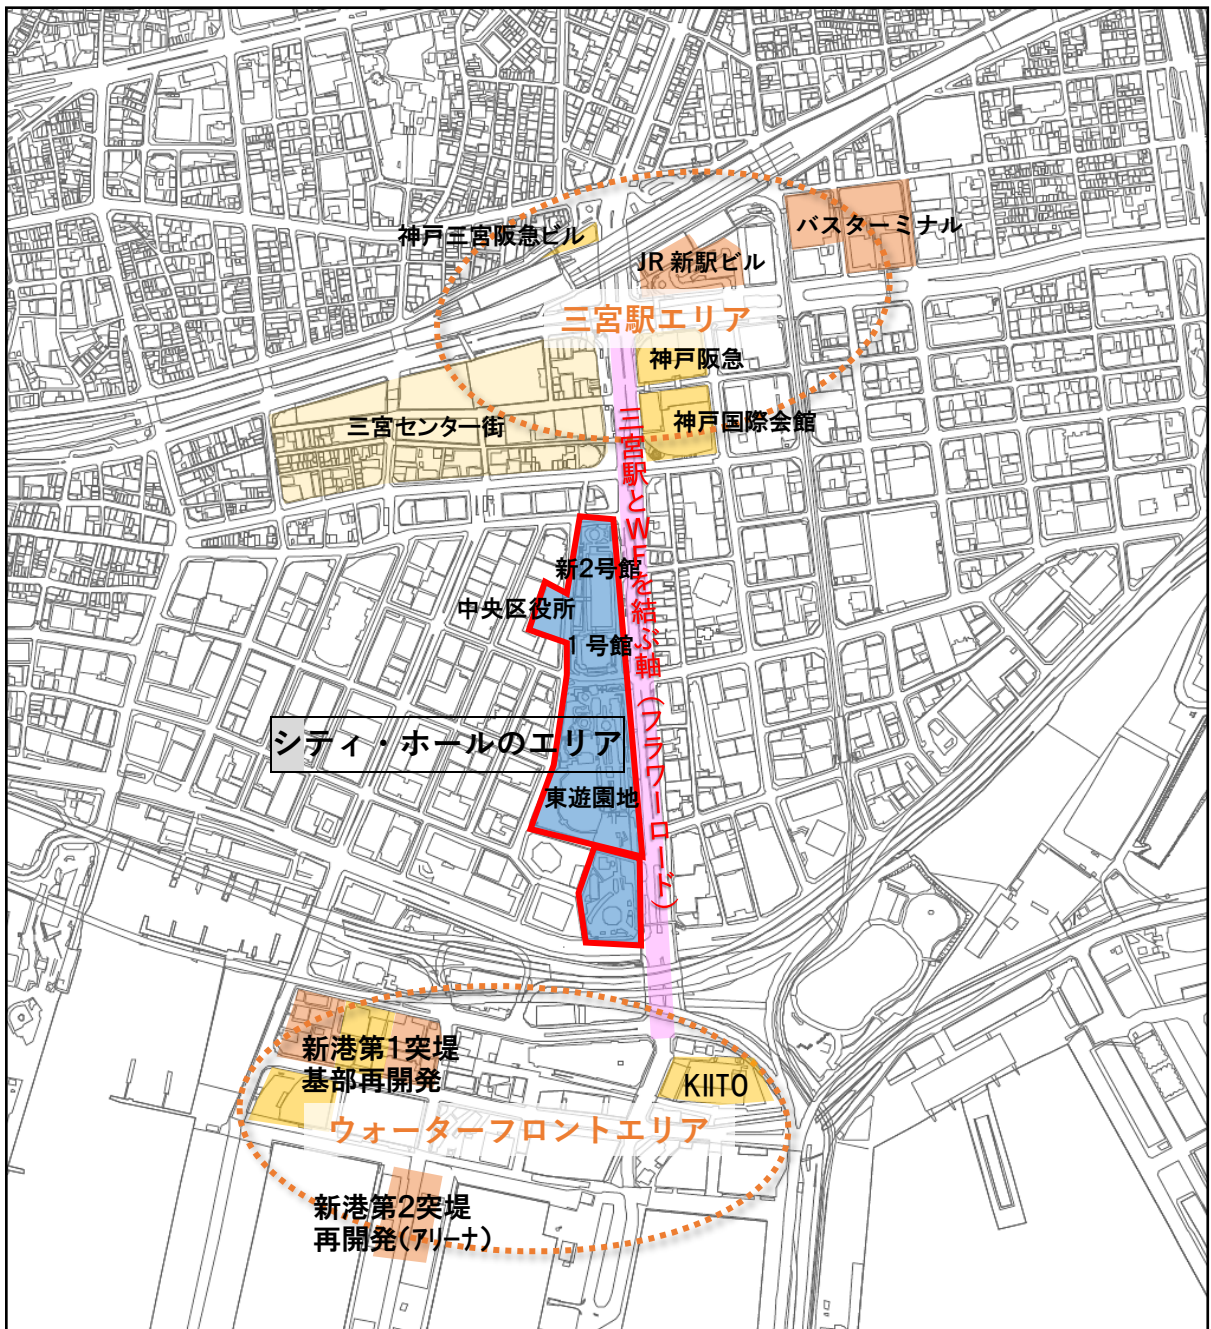 神戸三宮阪急ビル
バスターミナル
JR 新駅ビル
三宮駅エリア
神戸阪急
神戸国際会館
三宮センター街
三宮駅とWFを結ぶ軸(フラワーロード)
新2号館
中央区役所
1号館
シティ・ホールのエリア
東遊園地
新港第1突堤
基部再開発
KIITO
ウォーターフロントエリア
新港第2突堤
再開発(アリーナ)